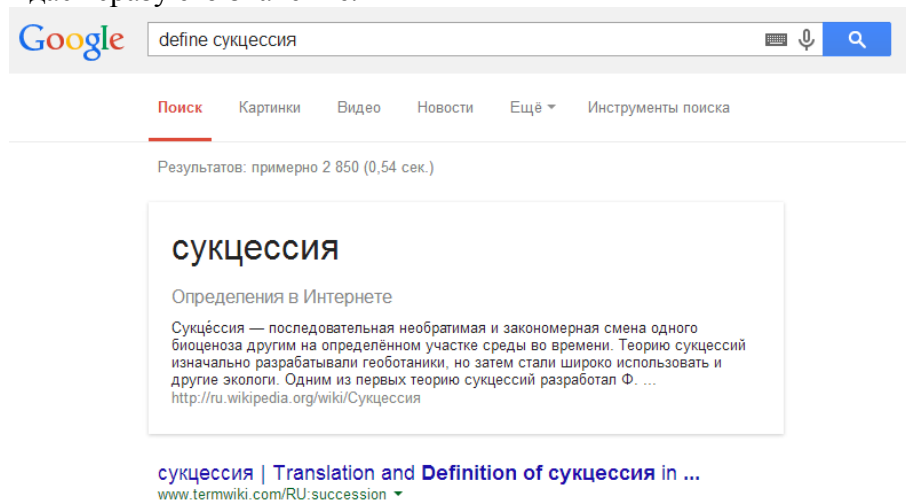 Google define сукцессия
Поиск Картинки Видео Новости Ещё Инструменты поиска
Результатов: примерно 2 850 (0,54 сек.)
сукцессия
Определения в Интернете
Сукце́ссия — последовательная необратимая и закономерная смена одного
биоценоза другим на определённом участке среды во времени. Теорию сукцессий
изначально разрабатывали геоботаники, но затем стали широко использовать и
другие экологи. Одним из первых теорию сукцессий разработал Ф. ...
http://ru.wikipedia.org/wiki/Сукцессия
сукцессия | Translation and Definition of сукцессия in ...
www.termwiki.com/RU:succession